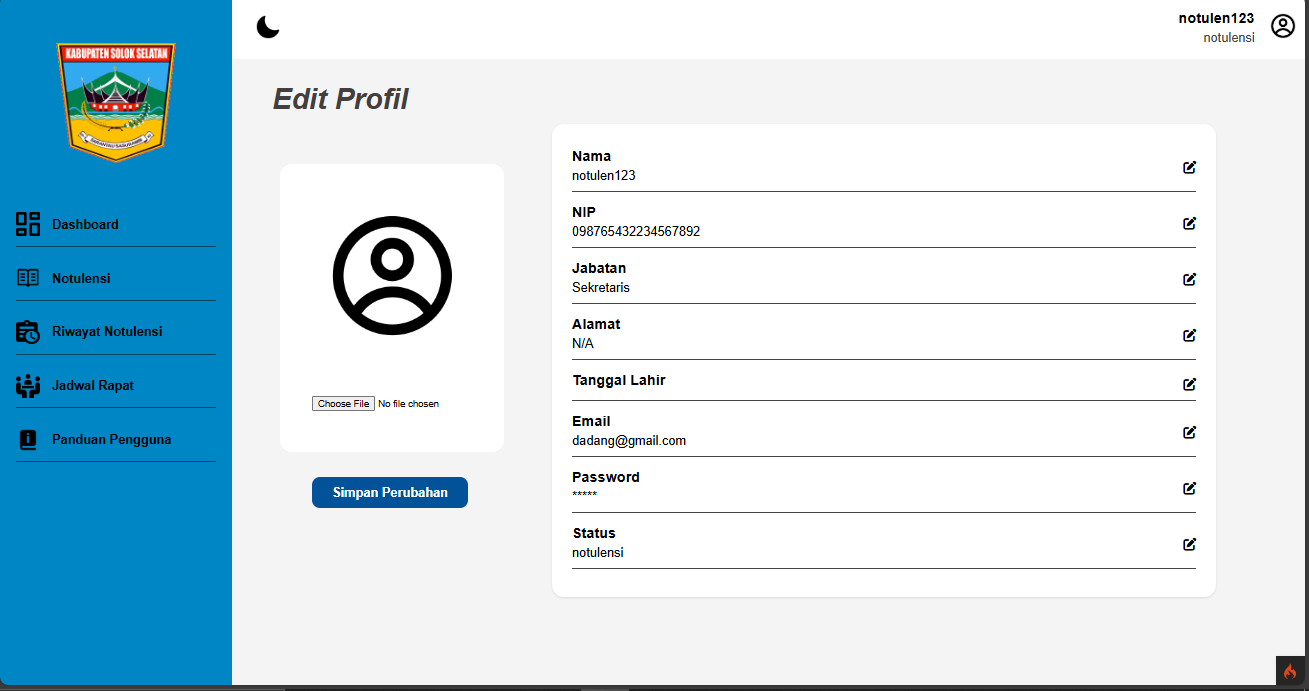 KABUPATEN SOLOK SELATAN
Dashboard
Notulensi
Riwayat Notulensi
Jadwal Rapat
Panduan Pengguna
notulen123
notulensi
Edit Profil
Choose File No file chosen
Simpan Perubahan
Nama
notulen123
NIP
098765432234567892
Jabatan
Sekretaris
Alamat
N/A
Tanggal Lahir
Email
dadang@gmail.com
Password
*****
Status
notulensi